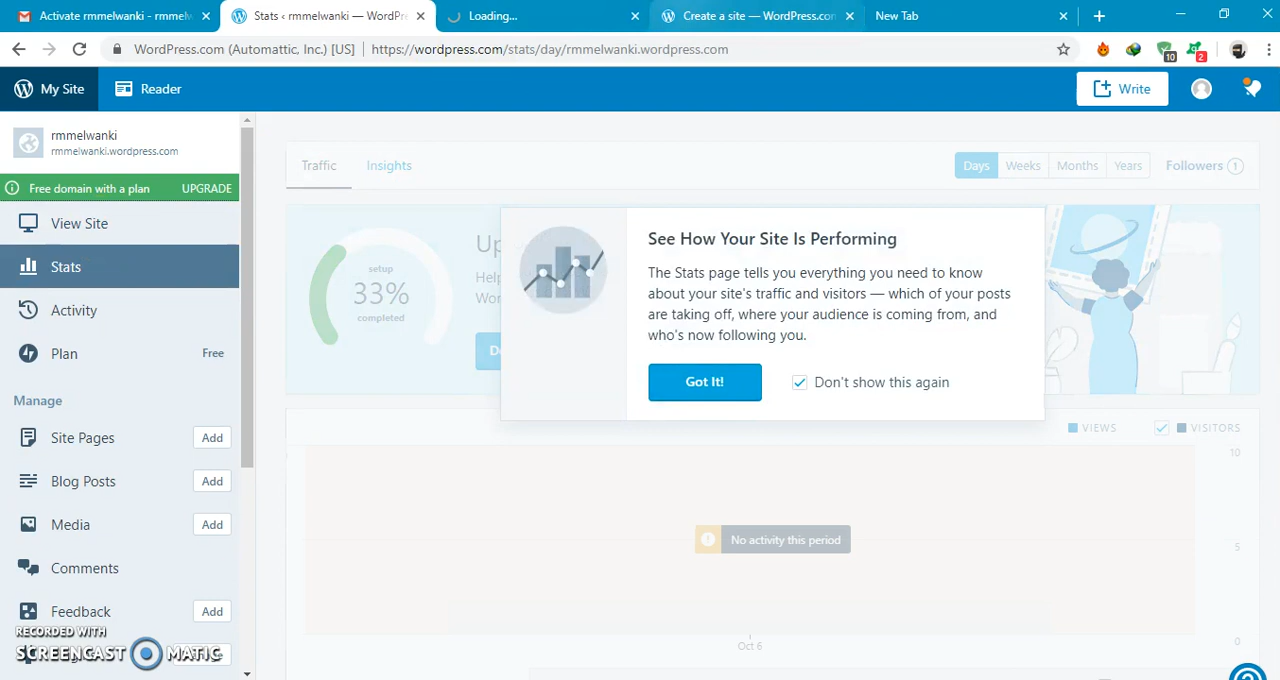 Activate rmmelwanki - rmmelw
Stats ‹ rmmelwanki — WordPr
Loading...
Create a site — WordPress.com
New Tab
WordPress.com (Automattic, Inc.) [US]
https://wordpress.com/stats/day/rmmelwanki.wordpress.com
10
2
My Site
Reader
Write
rmmelwanki
rmmelwanki.wordpress.com
Free domain with a plan
UPGRADE
View Site
Stats
Activity
Plan
Free
Manage
Site Pages
Add
Blog Posts
Add
Media
Add
Comments
Feedback
Add
RECORDED WITH
SCREENCAST MATIC
Traffic
Insights
Days
Weeks
Months
Years
Followers 1
setup
33%
completed
Up
Help
Wor
See How Your Site Is Performing
The Stats page tells you everything you need to know
about your site's traffic and visitors — which of your posts
are taking off, where your audience is coming from, and
who's now following you.
Got It!
Don't show this again
VIEWS
VISITORS
10
No activity this period
5
0
Oct 6